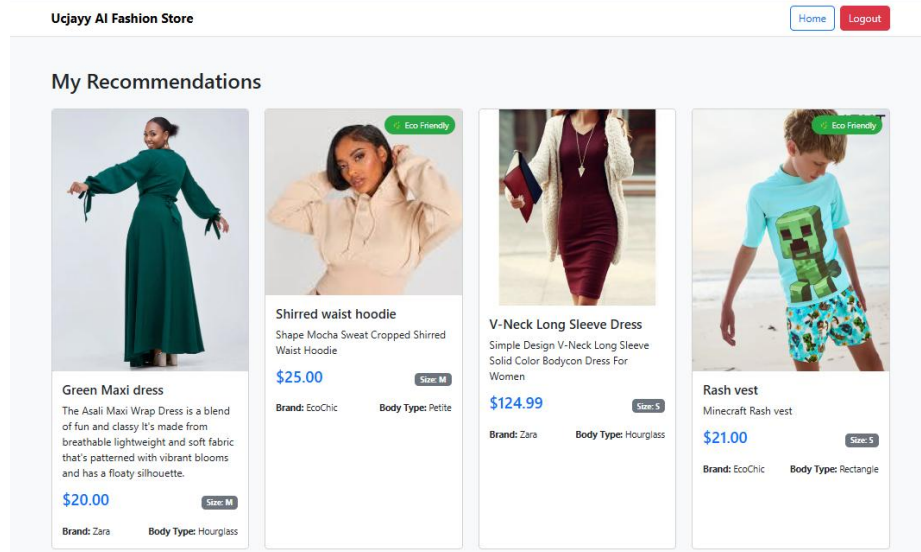 Ucjayy AI Fashion Store
Home
Logout
My Recommendations
Green Maxi dress
The Asali Maxi Wrap Dress is a blend
of fun and classy It's made from
breathable lightweight and soft fabric
that's patterned with vibrant blooms
and has a floaty silhouette.
$20.00
Size: M
Brand: Zara
Body Type: Hourglass
Eco Friendly
Shirred waist hoodie
Shape Mocha Sweat Cropped Shirred
Waist Hoodie
$25.00
Size: M
Brand: EcoChic
Body Type: Petite
V-Neck Long Sleeve Dress
Simple Design V-Neck Long Sleeve
Solid Color Bodycon Dress For
Women
$124.99
Size: S
Brand: Zara
Body Type: Hourglass
Eco Friendly
Rash vest
Minecraft Rash vest
$21.00
Size: S
Brand: EcoChic
Body Type: Rectangle